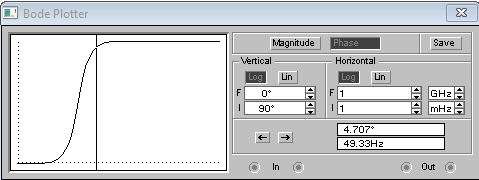 Bode Plotter
Magnitude Phase Save
Vertical Horizontal
Log Lin Log Lin
F 0° F 1 GHz
I 90° I 1 mHz
4.707°
49.33Hz
In Out